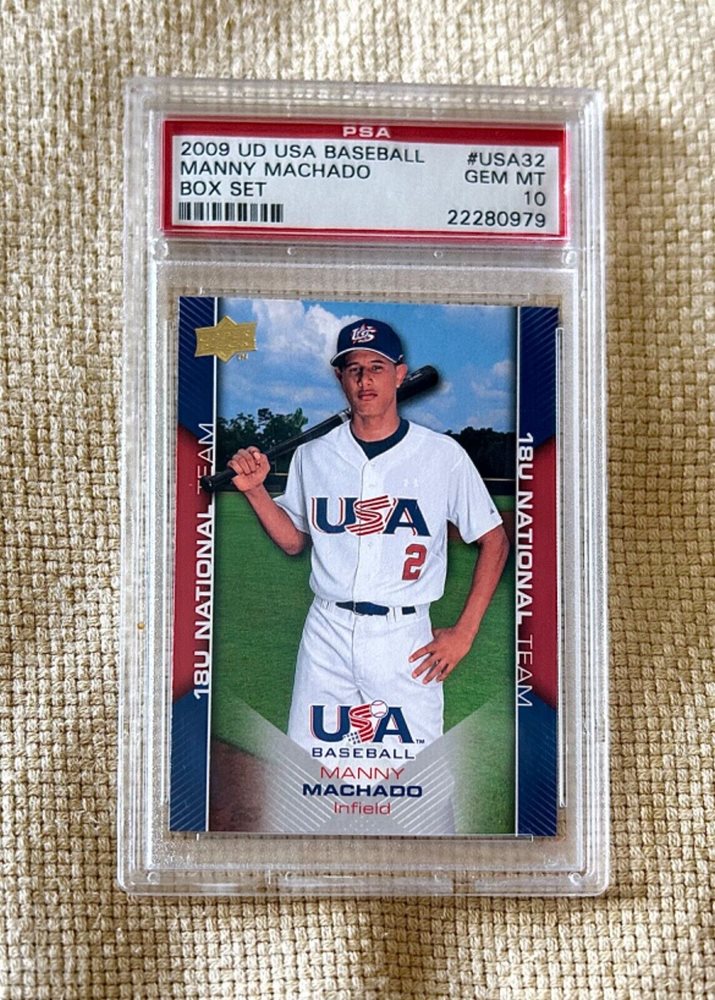 PSA
2009 UD USA BASEBALL #USA32
MANNY MACHADO GEM MT
BOX SET 10
22280979
18U NATIONAL TEAM
18U NATIONAL TEAM
USA
2
USA™
BASEBALL
MANNY
MACHADO
Infield